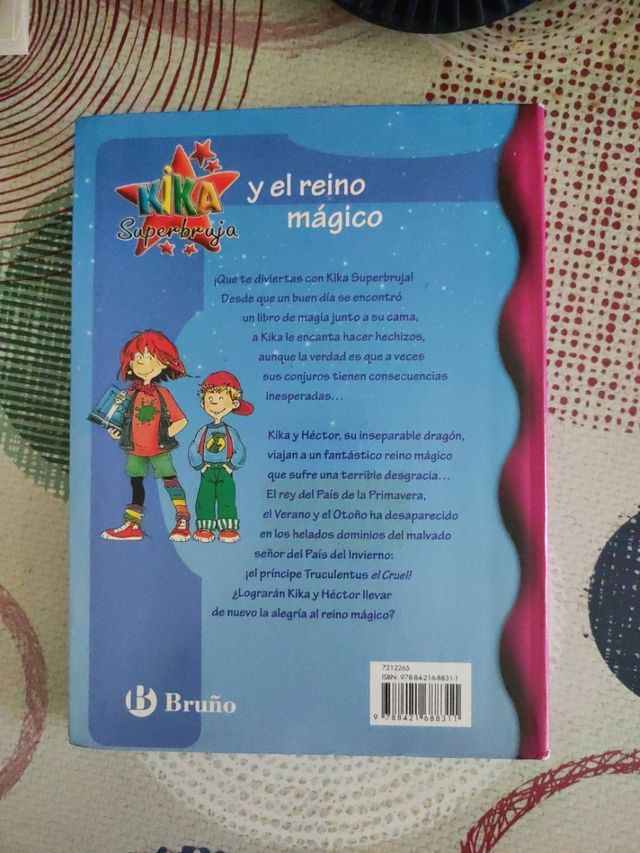 KIKA
Superbruja
y el reino
mágico
¡Que te diviertas con Kika Superbruja!
Desde que un buen día se encontró
un libro de magia junto a su cama,
a Kika le encanta hacer hechizos,
aunque la verdad es que a veces
sus conjuros tienen consecuencias
inesperadas...
Kika y Héctor, su inseparable dragón,
viajan a un fantástico reino mágico
que sufre una terrible desgracia...
El rey del País de la Primavera,
el Verano y el Otoño ha desaparecido
en los helados dominios del malvado
señor del País del Invierno:
¡el príncipe Truculentus el Cruel!
¿Lograrán Kika y Héctor llevar
de nuevo la alegría al reino mágico?
7212265
ISBN: 978-84-216-8831-1
9 788421 688311
B Bruño